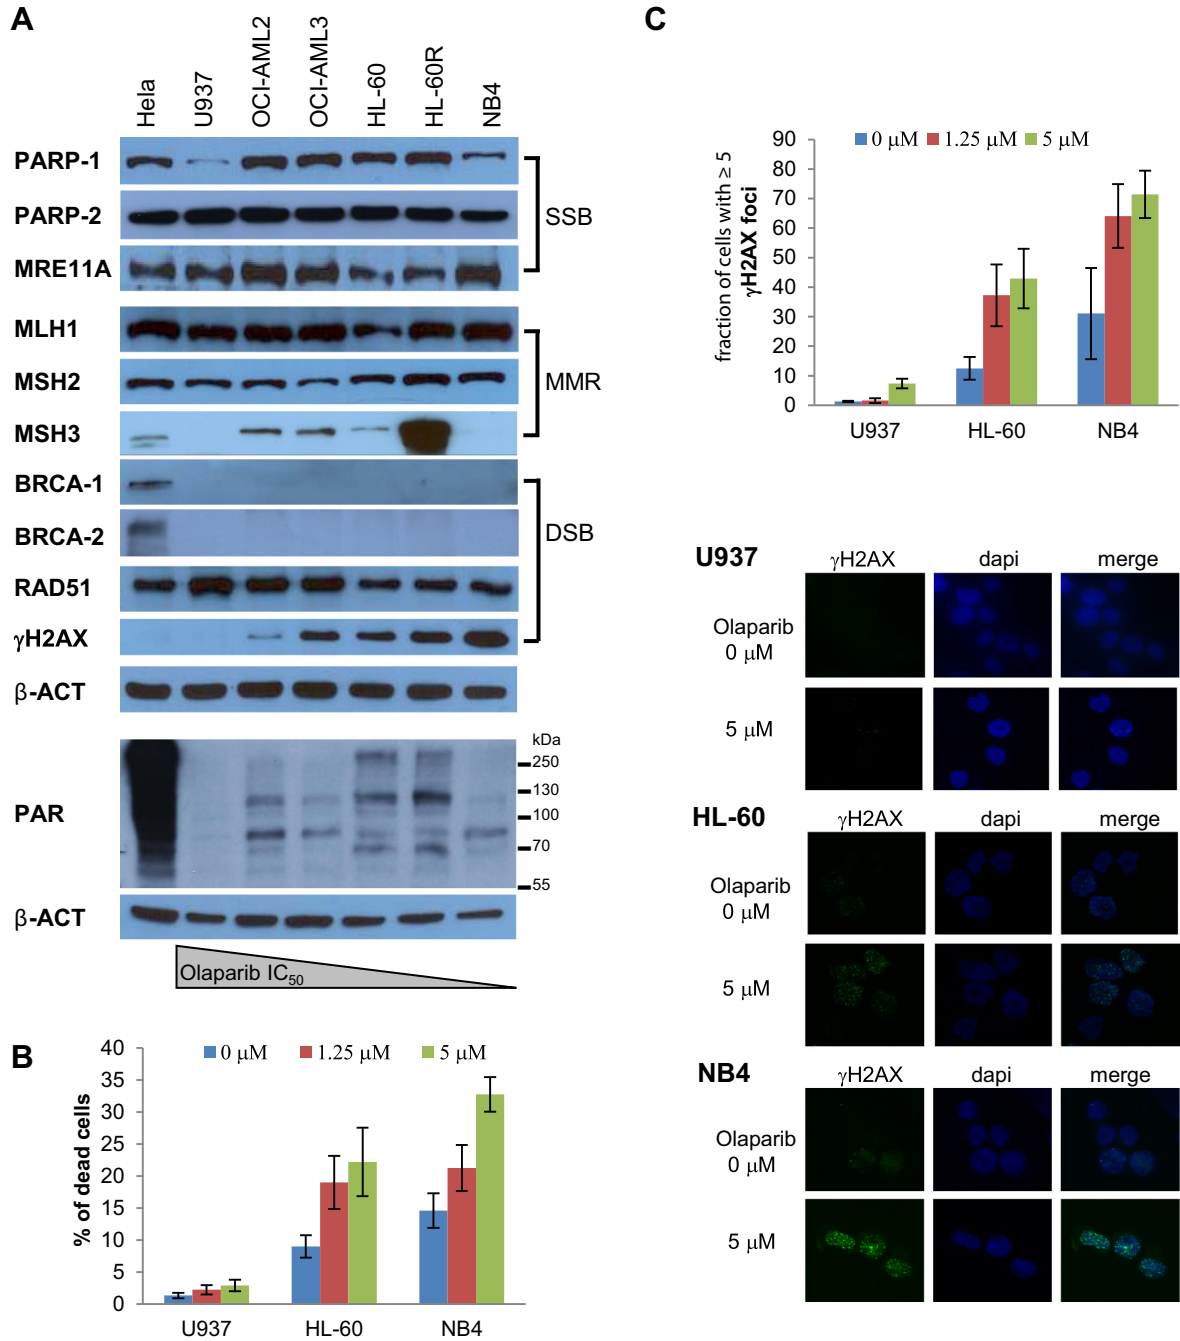 A
Hela
U937
OCI-AML2
OCI-AML3
HL-60
HL-60R
NB4
PARP-1
PARP-2
SSB
MRE11A
MLH1
MSH2
MMR
MSH3
BRCA-1
BRCA-2
DSB
RAD51
γH2AX
β-ACT
kDa
250
130
100
70
55
PAR
β-ACT
Olaparib IC50
B
% of dead cells
0 µM 1.25 µM 5 µM
40
35
30
25
20
15
10
5
0
U937 HL-60 NB4
C
fraction of cells with ≥ 5
γH2AX foci
0 µM 1.25 µM 5 µM
90
80
70
60
50
40
30
20
10
0
U937 HL-60 NB4
U937
γH2AX dapi merge
Olaparib
0 µM
5 µM
HL-60
γH2AX dapi merge
Olaparib
0 µM
5 µM
NB4
γH2AX dapi merge
Olaparib
0 µM
5 µM